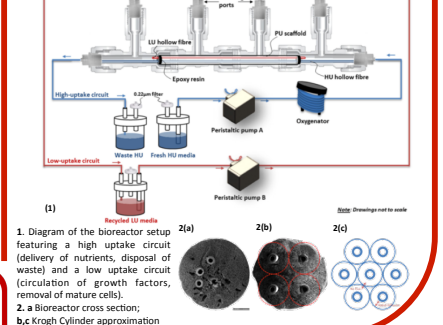 ports
LU hollow fibre
PU scaffold
Epoxy resin
HU hollow fibre
High-uptake circuit
0.22μm filter
Peristaltic pump A
Oxygenator
Waste HU
Fresh HU media
Low-uptake circuit
Peristaltic pump B
Recycled LU media
(1)
Note: Drawings not to scale
1. Diagram of the bioreactor setup
featuring a high uptake circuit
(delivery of nutrients, disposal of
waste) and a low uptake circuit
(circulation of growth factors,
removal of mature cells).
2. a Bioreactor cross section;
b,c Krogh Cylinder approximation
2(a)
2(b)
2(c)